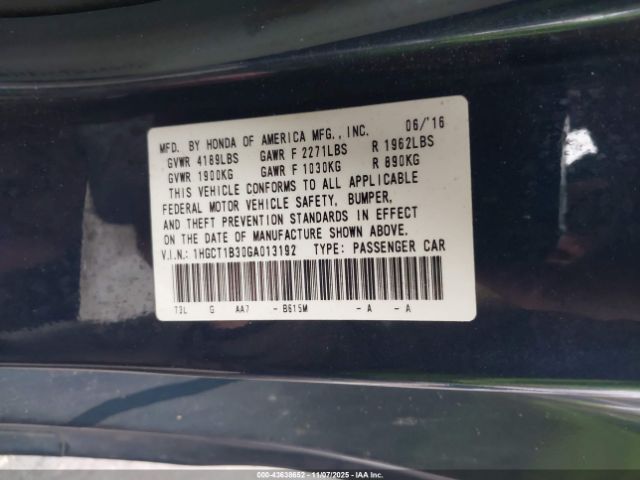 MFD. BY HONDA OF AMERICA MFG., INC. 06/'16
GVWR 4189LBS GAWR F 2271LBS R 1962LBS
GVWR 1900KG GAWR F 1030KG R 890KG
THIS VEHICLE CONFORMS TO ALL APPLICABLE
FEDERAL MOTOR VEHICLE SAFETY, BUMPER,
AND THEFT PREVENTION STANDARDS IN EFFECT
ON THE DATE OF MANUFACTURE SHOWN ABOVE.
V.I.N.: 1HGCT1B30GA013192 TYPE: PASSENGER CAR
73L G AA7 - B615M - A - A
00-43638652 - 11/07/2025 - IAA Inc.